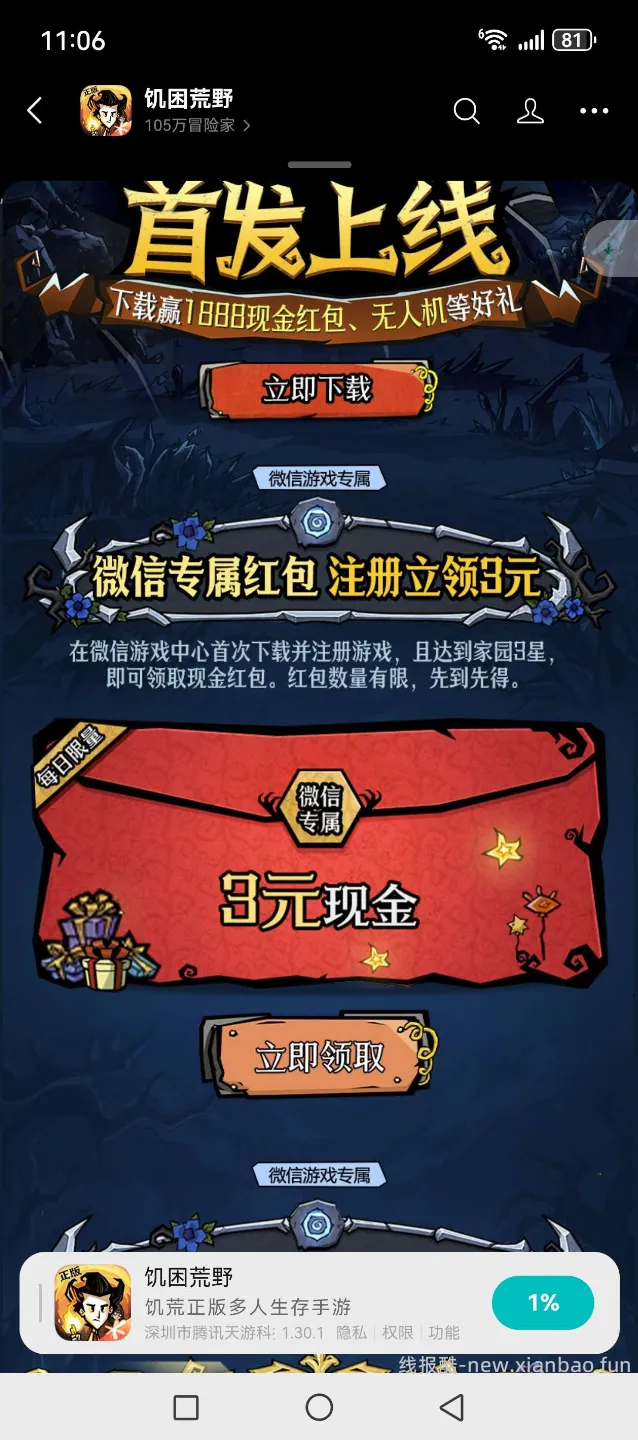 11:06
6
81
正版
饥困荒野
105万冒险家
首发上线
下载赢1888现金红包、无人机等好礼
立即下载
微信游戏专属
微信专属红包 注册立领3元
在微信游戏中心首次下载并注册游戏，且达到家园3星，
即可领取现金红包。红包数量有限，先到先得。
每日限量
微信
专属
3元现金
立即领取
微信游戏专属
正版
饥困荒野
饥荒正版多人生存手游
深圳市腾讯天游科: 1.30.1 隐私 | 权限 | 功能
1%
线报酷-new.xianbao.fun